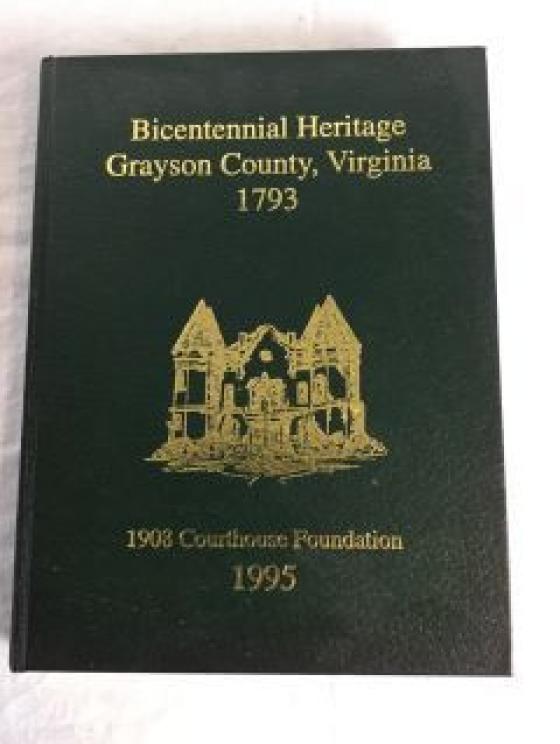 Bicentennial Heritage
Grayson County, Virginia
1793
1908 Courthouse Foundation
1995